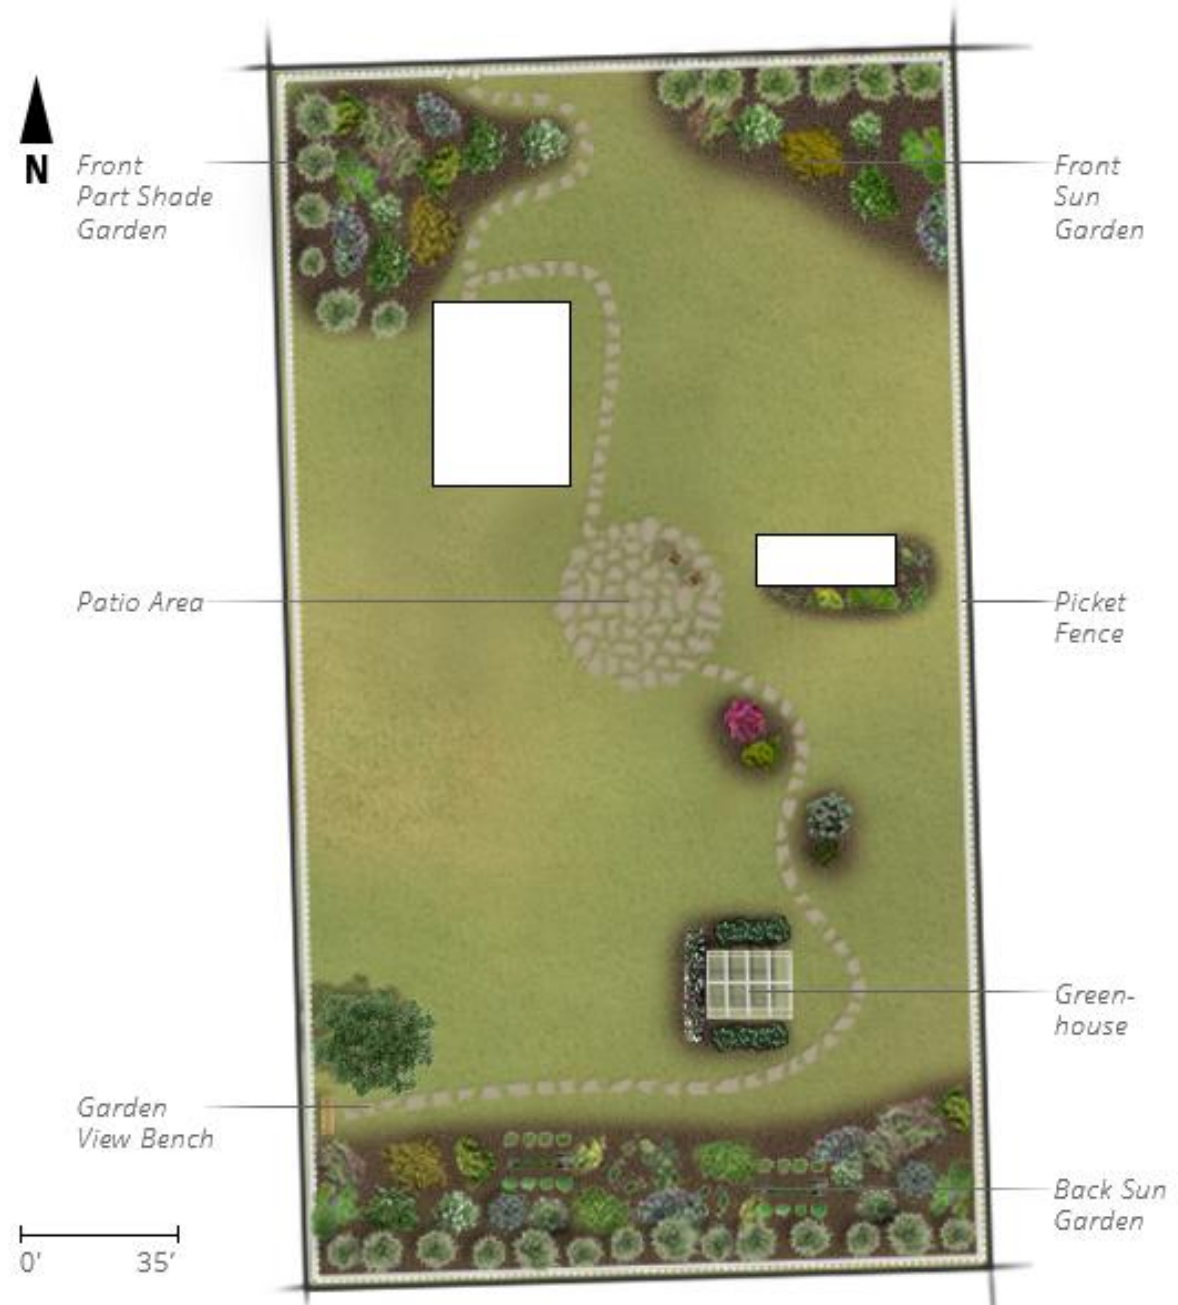 N
Front
Part Shade
Garden
Front
Sun
Garden
Patio Area
Picket
Fence
Green-
house
Garden
View Bench
Back Sun
Garden
0'
35'